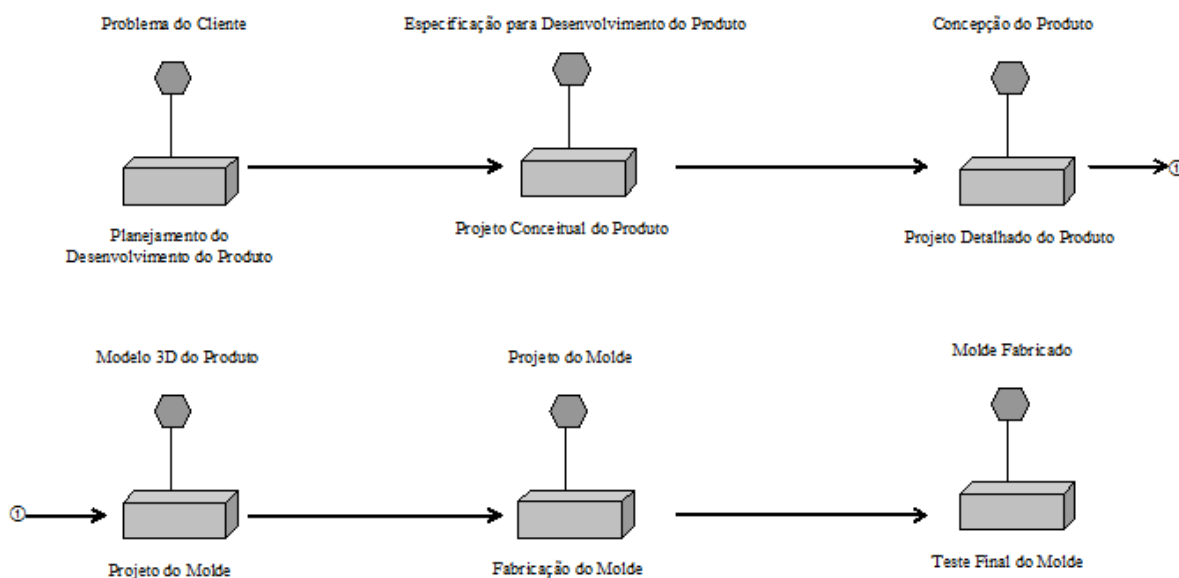 Problema do Cliente
Especificação para Desenvolvimento do Produto
Concepção do Produto
①
Planejamento do
Desenvolvimento do Produto
Projeto Conceitual do Produto
Projeto Detalhado do Produto
Modelo 3D do Produto
Projeto do Molde
Molde Fabricado
①
Projeto do Molde
Fabricação do Molde
Teste Final do Molde